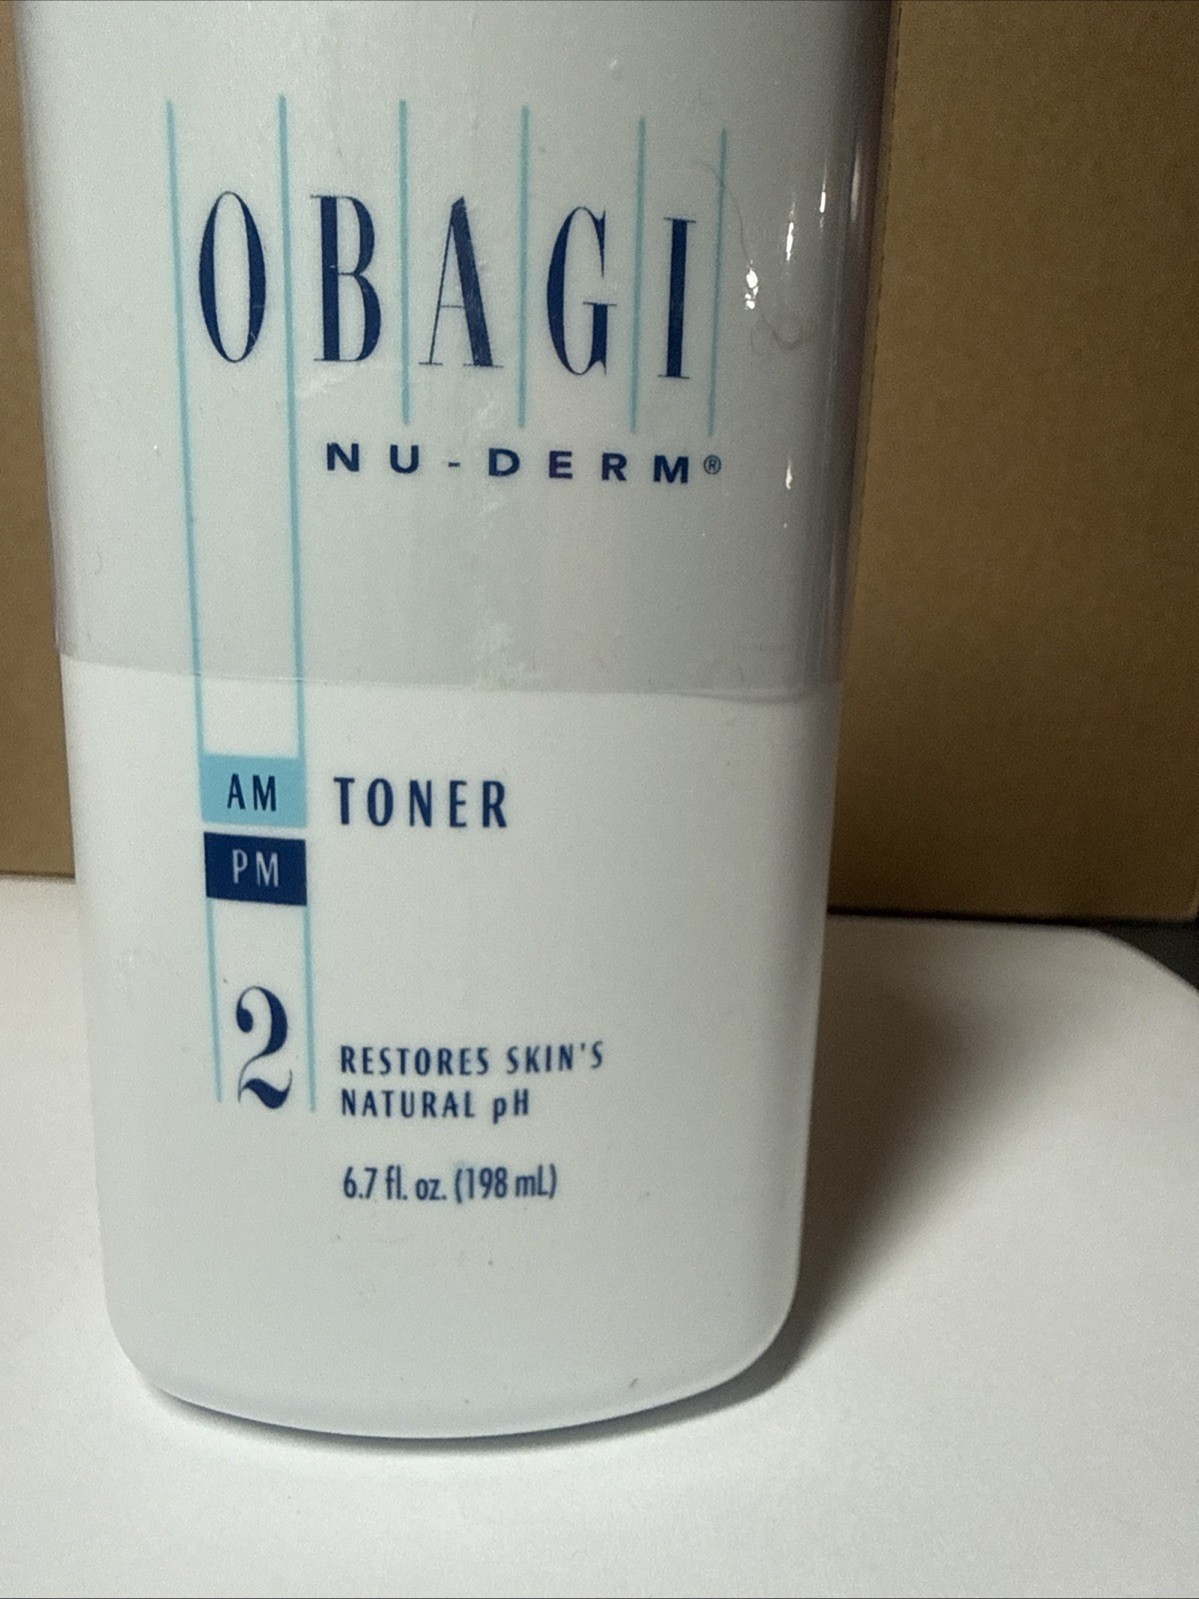 OBAGI
NU-DERM®
AM
TONER
PM
2
RESTORES SKIN'S
NATURAL pH
6.7 fl. oz. (198 mL)